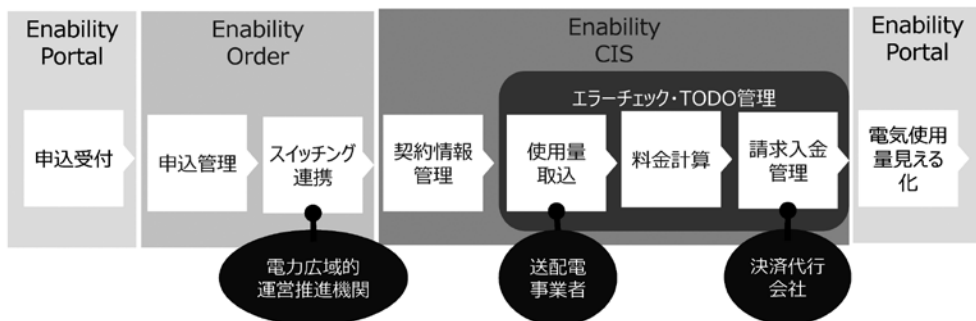 Enability
Portal
申込受付
Enability
Order
申込管理
スイッチング
連携
電力広域的
運営推進機関
Enability
CIS
契約情報
管理
エラーチェック・TODO管理
使用量
取込
料金計算
請求入金
管理
送配電
事業者
決済代行
会社
Enability
Portal
電気使用
量見える
化